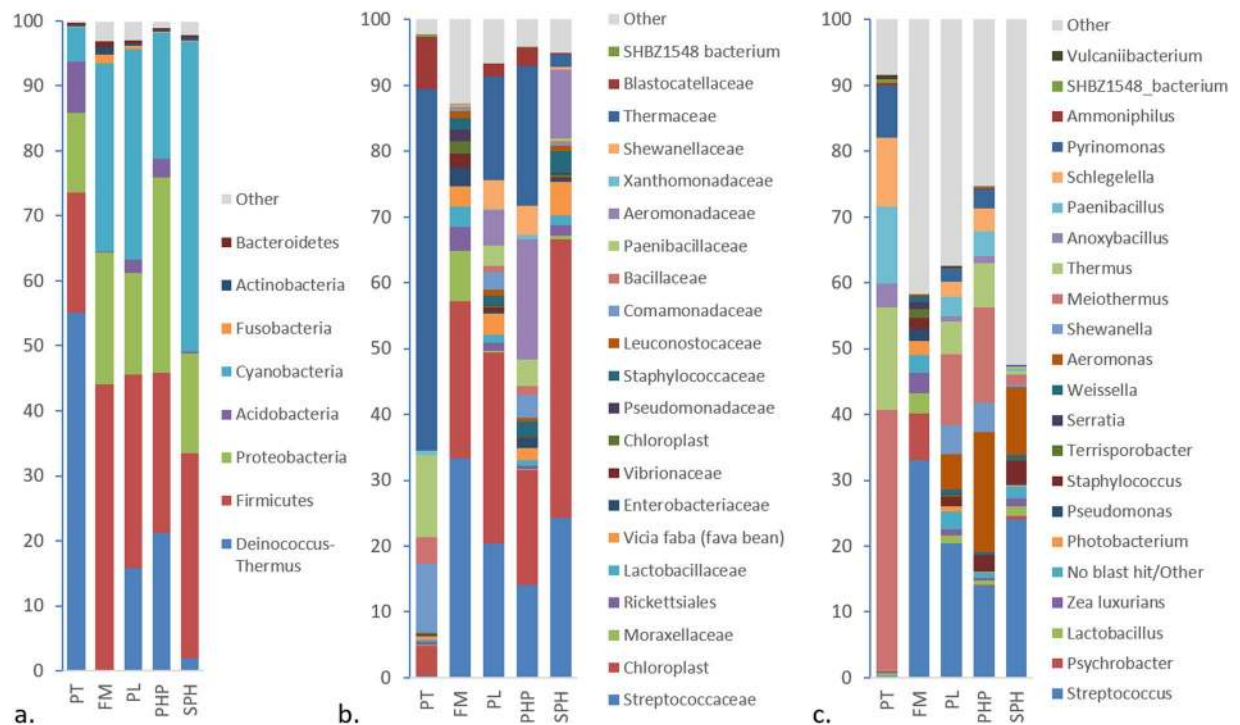 100
90
80
70
60
50
40
30
20
10
0
PT
FM
PL
PHP
SPH
a.
Other
Bacteroidetes
Actinobacteria
Fusobacteria
Cyanobacteria
Acidobacteria
Proteobacteria
Firmicutes
Deinococcus-
Thermus
100
90
80
70
60
50
40
30
20
10
0
PT
FM
PL
PHP
SPH
b.
Other
SHBZ1548 bacterium
Blastocatellaceae
Thermaceae
Shewanellaceae
Xanthomonadaceae
Aeromonadaceae
Paenibacillaceae
Bacillaceae
Comamonadaceae
Leuconostocaceae
Staphylococcaceae
Pseudomonadaceae
Chloroplast
Vibrionaceae
Enterobacteriaceae
Vicia faba (fava bean)
Lactobacillaceae
Rickettsiales
Moraxellaceae
Chloroplast
Streptococcaceae
100
90
80
70
60
50
40
30
20
10
0
PT
FM
PL
PHP
SPH
c.
Other
Vulcaniibacterium
SHBZ1548_bacterium
Ammoniphilus
Pyrinomonas
Schlegelella
Paenibacillus
Anoxybacillus
Thermus
Meiothermus
Shewanella
Aeromonas
Weissella
Serratia
Terrisporobacter
Staphylococcus
Pseudomonas
Photobacterium
No blast hit/Other
Zea luxurians
Lactobacillus
Psychrobacter
Streptococcus